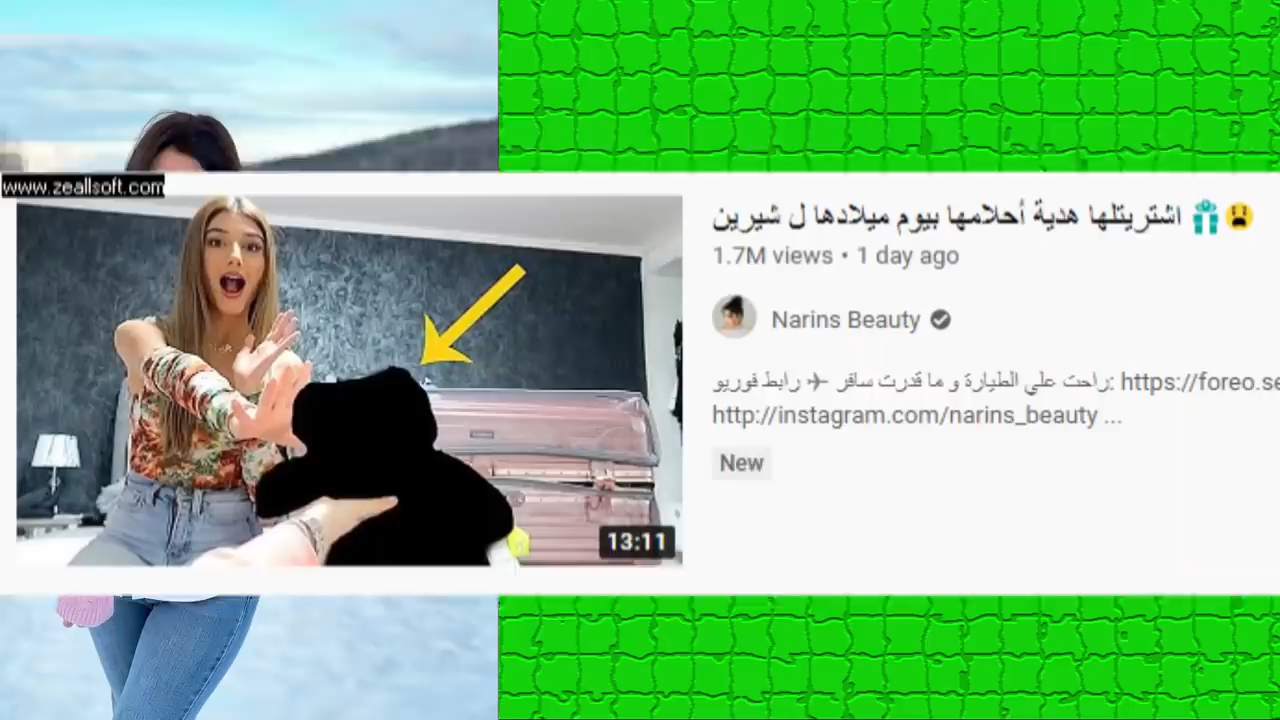 www.zeallsoft.com
اشتريتلها هدية أحلامها بيوم ميلادها ل شيرين
1.7M views • 1 day ago
Narins Beauty
راحت علي الطيارة و ما قدرت سافر ✈ رابط فوريو: https://foreo.se
http://instagram.com/narins_beauty ...
New
13:11